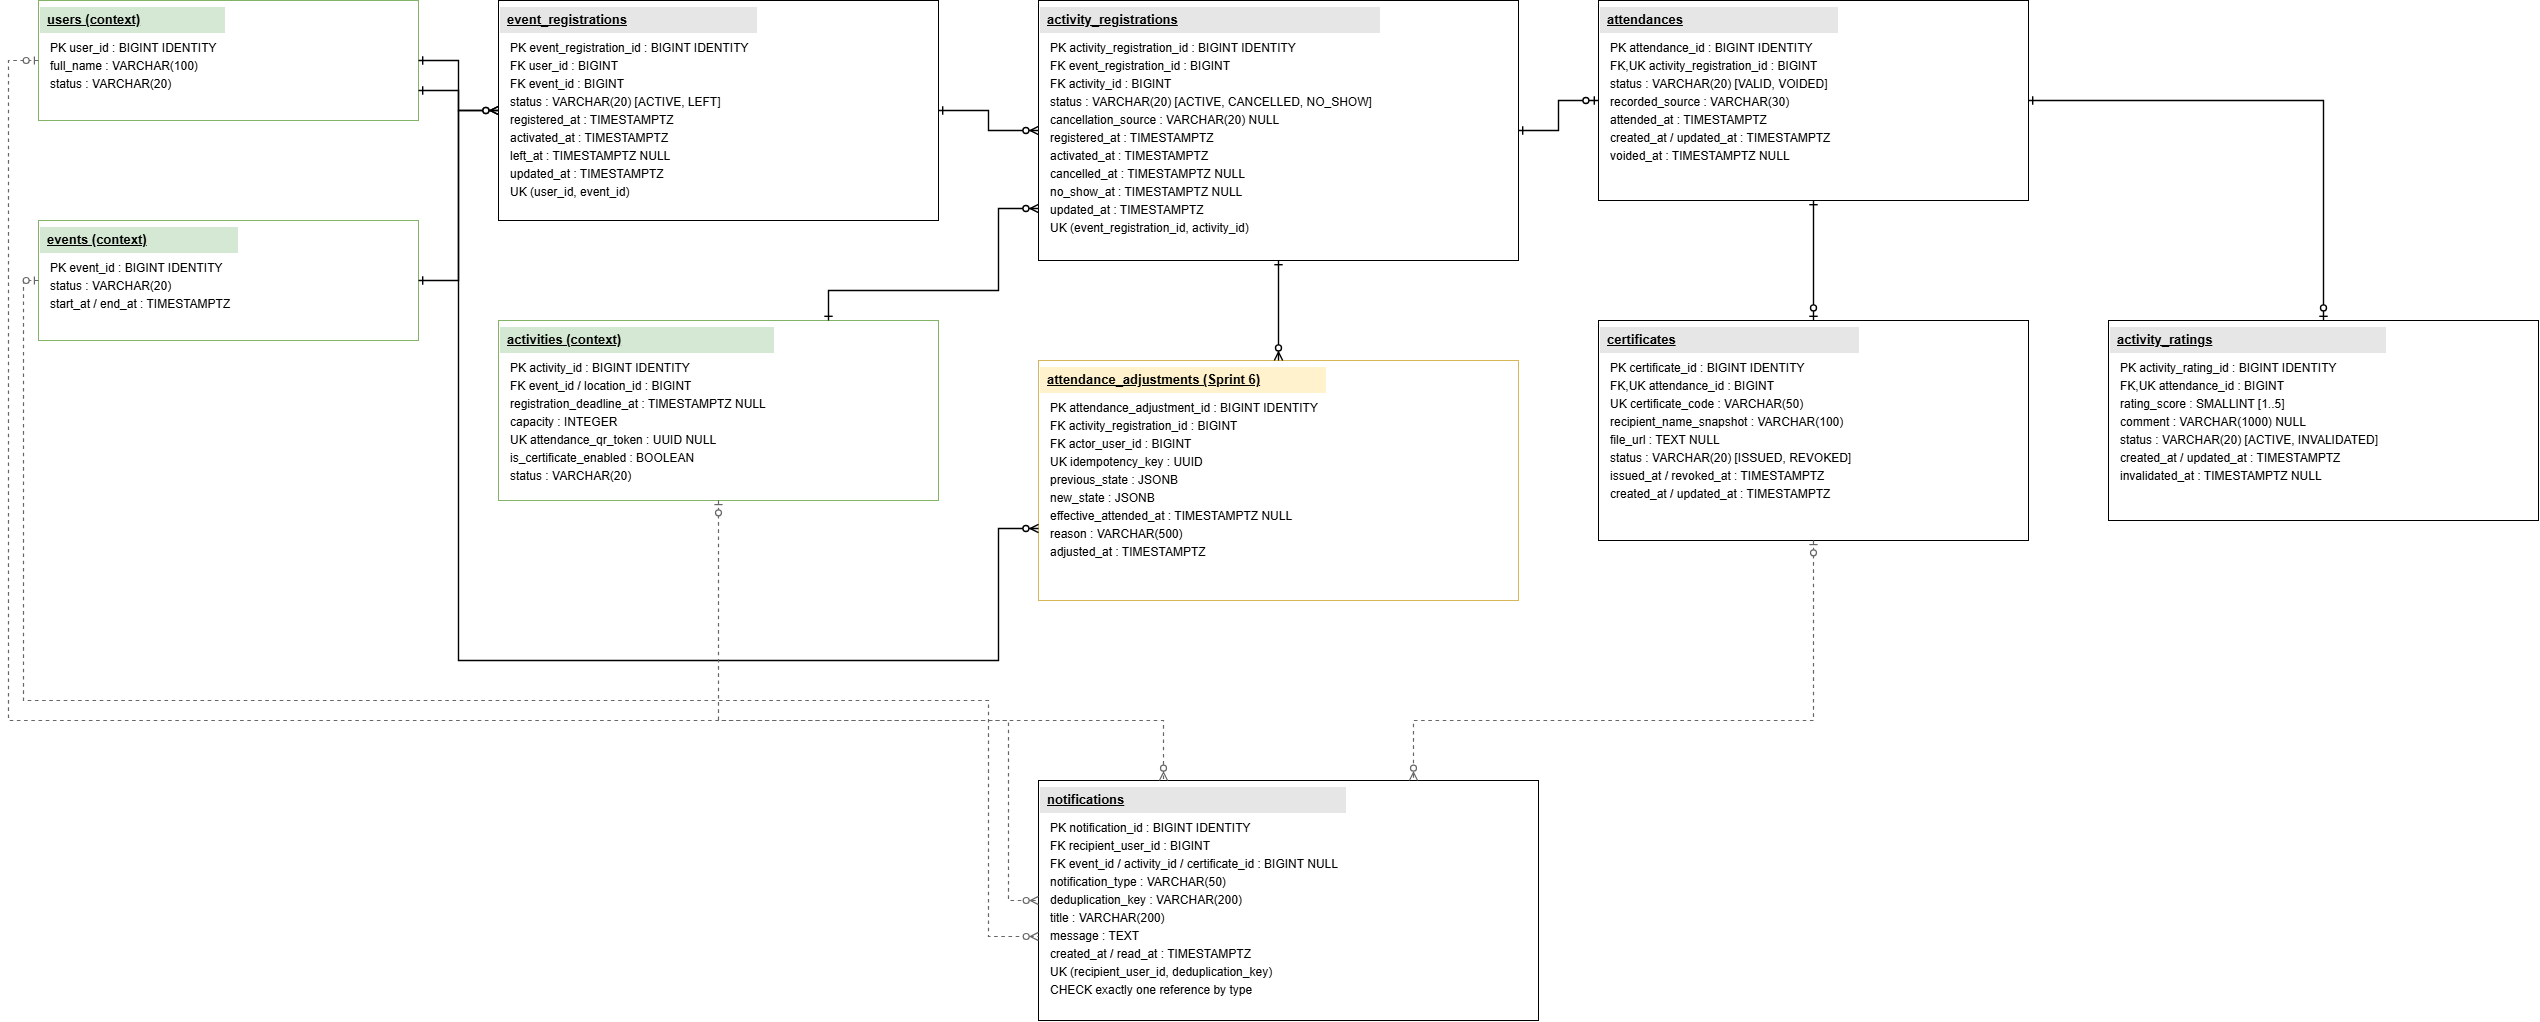 users (context)
PK user_id : BIGINT IDENTITY
full_name : VARCHAR(100)
status : VARCHAR(20)
event_registrations
PK event_registration_id : BIGINT IDENTITY
FK user_id : BIGINT
FK event_id : BIGINT
status : VARCHAR(20) [ACTIVE, LEFT]
registered_at : TIMESTAMPTZ
activated_at : TIMESTAMPTZ
left_at : TIMESTAMPTZ NULL
updated_at : TIMESTAMPTZ
UK (user_id, event_id)
activity_registrations
PK activity_registration_id : BIGINT IDENTITY
FK event_registration_id : BIGINT
FK activity_id : BIGINT
status : VARCHAR(20) [ACTIVE, CANCELLED, NO_SHOW]
cancellation_source : VARCHAR(20) NULL
registered_at : TIMESTAMPTZ
activated_at : TIMESTAMPTZ
cancelled_at : TIMESTAMPTZ NULL
no_show_at : TIMESTAMPTZ NULL
updated_at : TIMESTAMPTZ
UK (event_registration_id, activity_id)
attendances
PK attendance_id : BIGINT IDENTITY
FK,UK activity_registration_id : BIGINT
status : VARCHAR(20) [VALID, VOIDED]
recorded_source : VARCHAR(30)
attended_at : TIMESTAMPTZ
created_at / updated_at : TIMESTAMPTZ
voided_at : TIMESTAMPTZ NULL
events (context)
PK event_id : BIGINT IDENTITY
status : VARCHAR(20)
start_at / end_at : TIMESTAMPTZ
activities (context)
PK activity_id : BIGINT IDENTITY
FK event_id / location_id : BIGINT
registration_deadline_at : TIMESTAMPTZ NULL
capacity : INTEGER
UK attendance_qr_token : UUID NULL
is_certificate_enabled : BOOLEAN
status : VARCHAR(20)
attendance_adjustments (Sprint 6)
PK attendance_adjustment_id : BIGINT IDENTITY
FK activity_registration_id : BIGINT
FK actor_user_id : BIGINT
UK idempotency_key : UUID
previous_state : JSONB
new_state : JSONB
effective_attended_at : TIMESTAMPTZ NULL
reason : VARCHAR(500)
adjusted_at : TIMESTAMPTZ
certificates
PK certificate_id : BIGINT IDENTITY
FK,UK attendance_id : BIGINT
UK certificate_code : VARCHAR(50)
recipient_name_snapshot : VARCHAR(100)
file_url : TEXT NULL
status : VARCHAR(20) [ISSUED, REVOKED]
issued_at / revoked_at : TIMESTAMPTZ
created_at / updated_at : TIMESTAMPTZ
activity_ratings
PK activity_rating_id : BIGINT IDENTITY
FK,UK attendance_id : BIGINT
rating_score : SMALLINT [1..5]
comment : VARCHAR(1000) NULL
status : VARCHAR(20) [ACTIVE, INVALIDATED]
created_at / updated_at : TIMESTAMPTZ
invalidated_at : TIMESTAMPTZ NULL
notifications
PK notification_id : BIGINT IDENTITY
FK recipient_user_id : BIGINT
FK event_id / activity_id / certificate_id : BIGINT NULL
notification_type : VARCHAR(50)
deduplication_key : VARCHAR(200)
title : VARCHAR(200)
message : TEXT
created_at / read_at : TIMESTAMPTZ
UK (recipient_user_id, deduplication_key)
CHECK exactly one reference by type